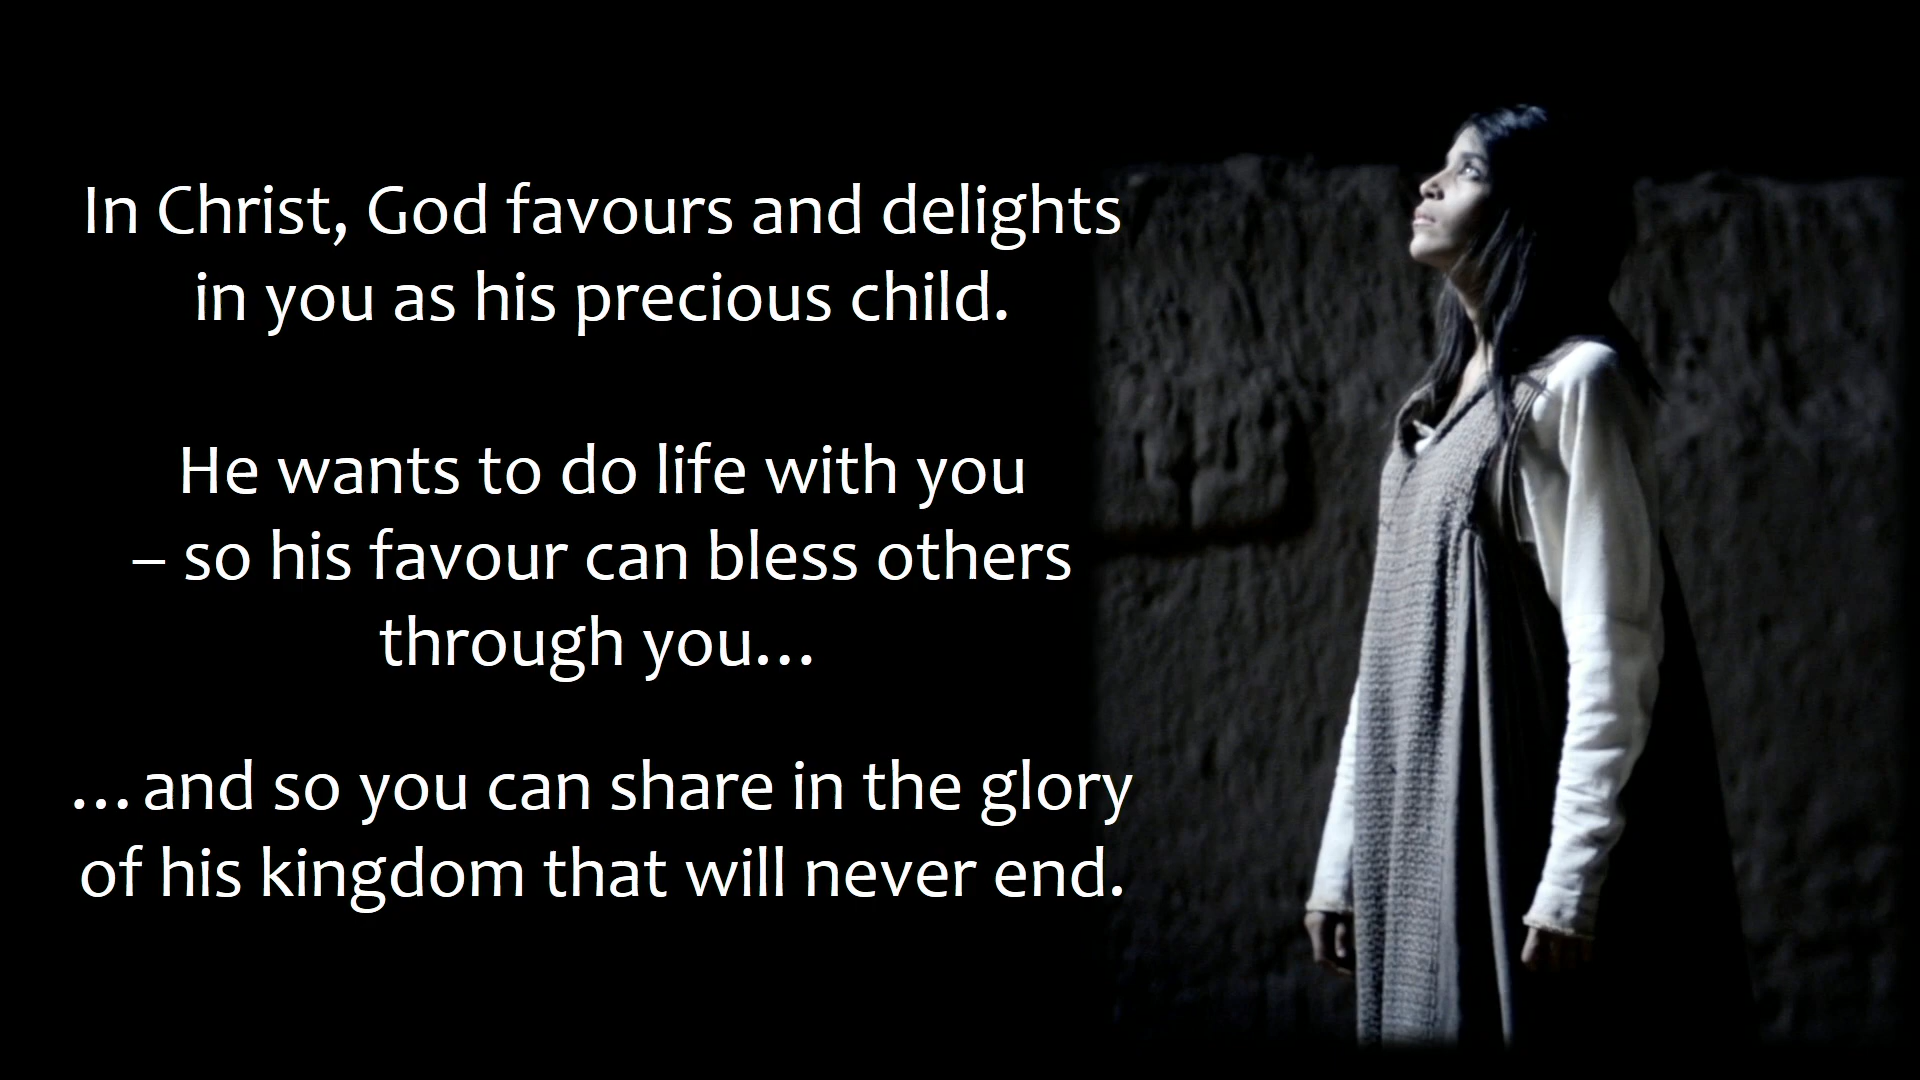 In Christ, God favours and delights
in you as his precious child.
He wants to do life with you
– so his favour can bless others
through you…
…and so you can share in the glory
of his kingdom that will never end.